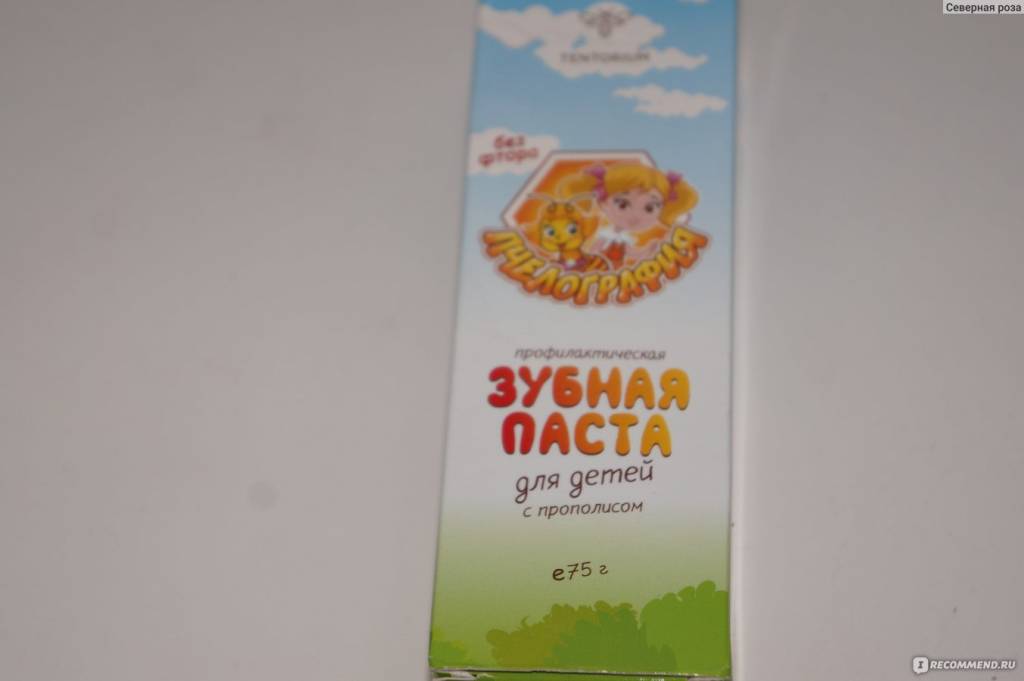 Северная роза
TENTORIUM
без
фтора
ПЧЕЛОГРАФИЯ
профилактическая
ЗУБНАЯ
ПАСТА
для детей
с прополисом
e75 г
IRECOMMEND.RU